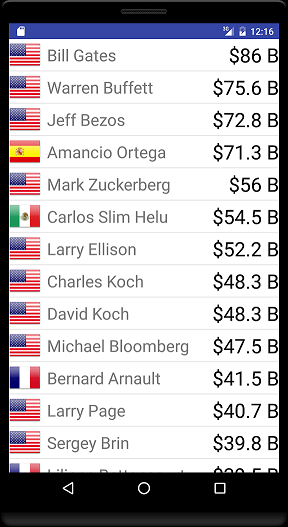 12:16
Bill Gates $86 B
Warren Buffett $75.6 B
Jeff Bezos $72.8 B
Amancio Ortega $71.3 B
Mark Zuckerberg $56 B
Carlos Slim Helu $54.5 B
Larry Ellison $52.2 B
Charles Koch $48.3 B
David Koch $48.3 B
Michael Bloomberg $47.5 B
Bernard Arnault $41.5 B
Larry Page $40.7 B
Sergey Brin $39.8 B